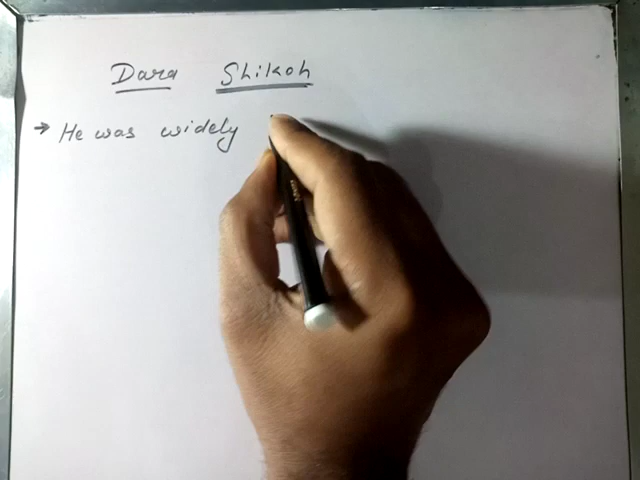 Dara Shikoh
→ He was widely